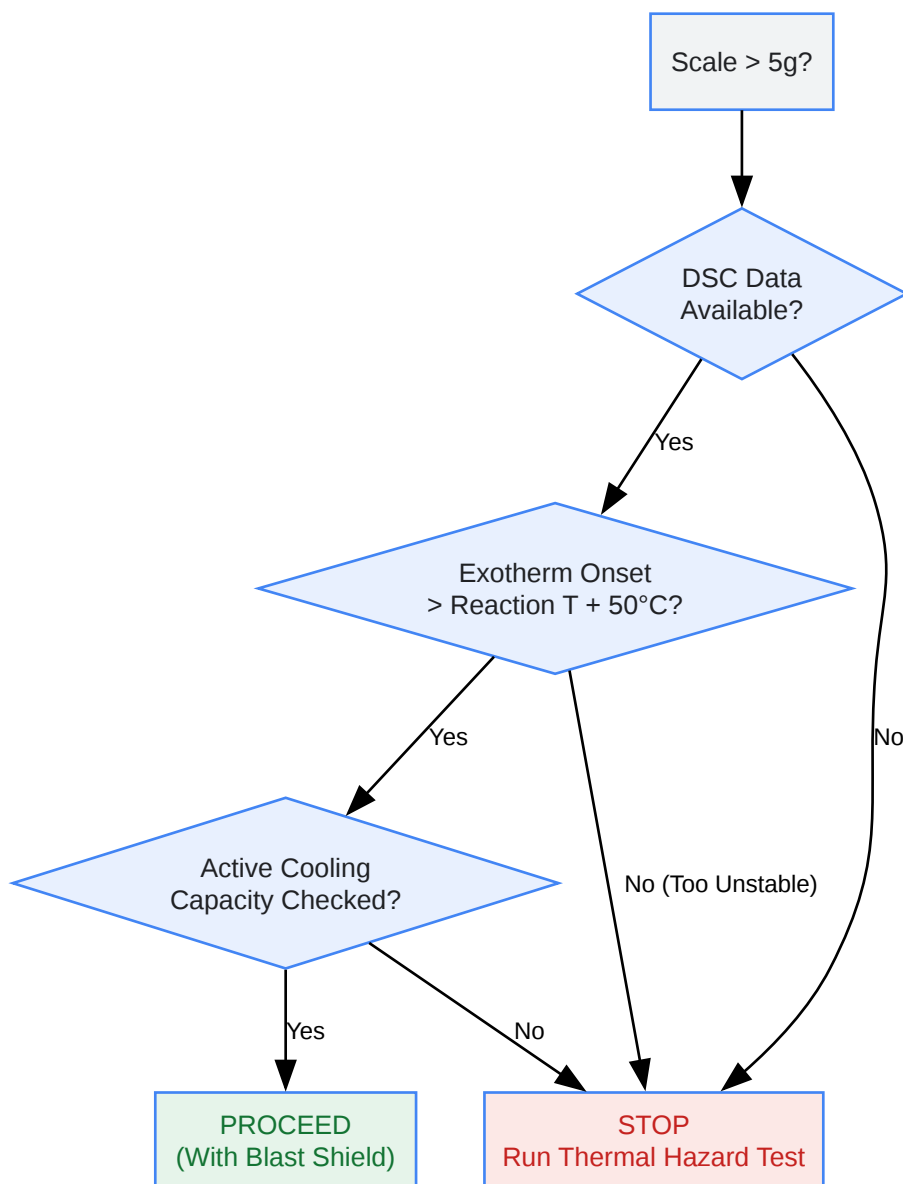 Scale > 5g?
DSC Data
Available?
Yes
Exotherm Onset
> Reaction T + 50°C?
Yes
No
Active Cooling
Capacity Checked?
No (Too Unstable)
Yes
No
PROCEED
(With Blast Shield)
STOP
Run Thermal Hazard Test